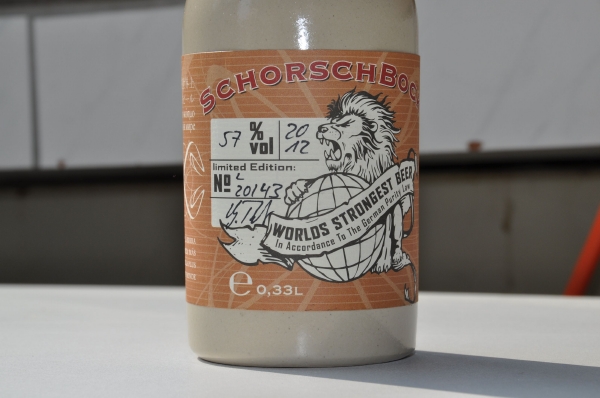 SCHORSCHBOC
57 % vol
20 12
limited Edition:
No L 20143
WORLDS STRONGEST BEER
In Accordance To The German Purity Law
e 0,33L